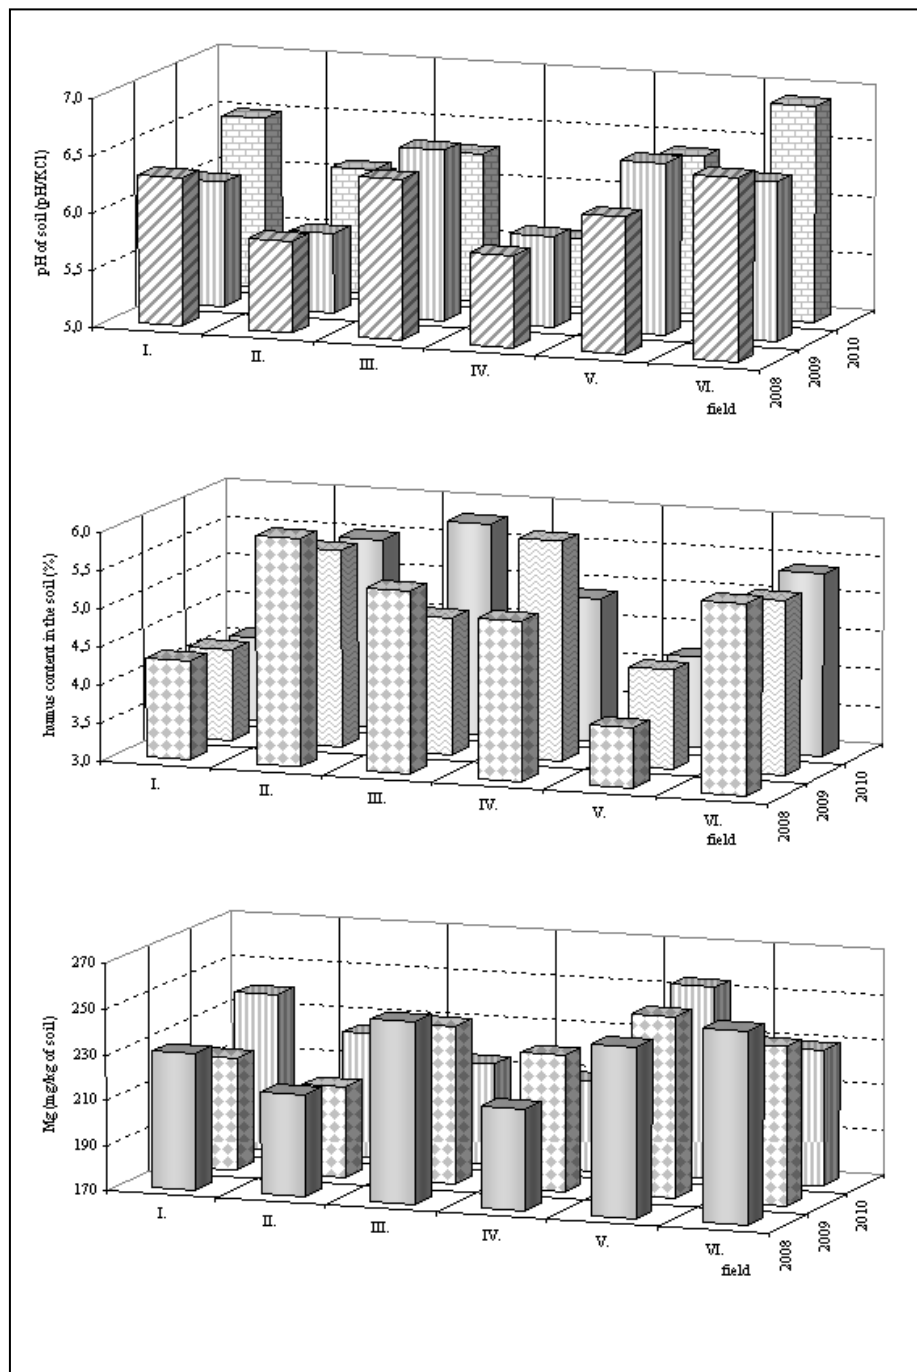 pH of soil (pH/KCl)
7,0
6,5
6,0
5,5
5,0
I.
II.
III.
IV.
V.
VI.
field
2008
2009
2010
humus content in the soil (%)
6,0
5,5
5,0
4,5
4,0
3,5
3,0
I.
II.
III.
IV.
V.
VI.
field
2008
2009
2010
Mg (mg/kg of soil)
270
250
230
210
190
170
I.
II.
III.
IV.
V.
VI.
field
2008
2009
2010